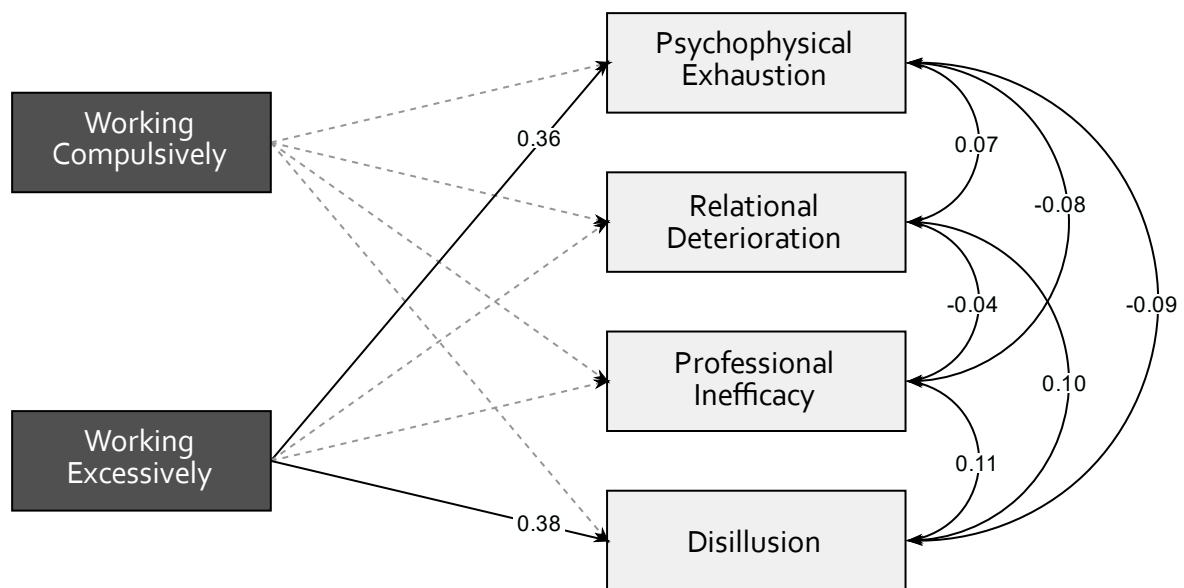 Psychophysical
Exhaustion
Working
Compulsively
0.36
0.07
Relational
Deterioration
-0.08
-0.04
-0.09
Professional
Inefficacy
0.10
Working
Excessively
0.11
0.38
Disillusion